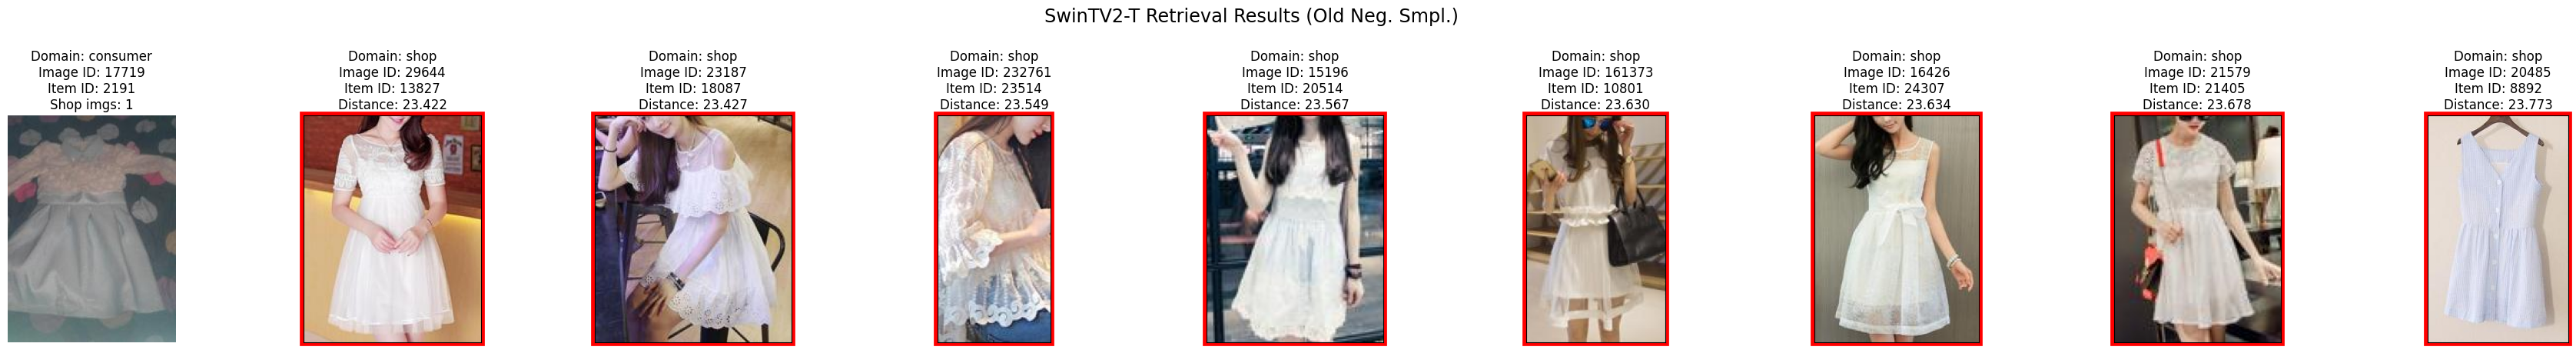 SwinTV2-T Retrieval Results (Old Neg. Smpl.)
Domain: consumer
Image ID: 17719
Item ID: 2191
Shop imgs: 1
Domain: shop
Image ID: 29644
Item ID: 13827
Distance: 23.422
Domain: shop
Image ID: 23187
Item ID: 18087
Distance: 23.427
Domain: shop
Image ID: 232761
Item ID: 23514
Distance: 23.549
Domain: shop
Image ID: 15196
Item ID: 20514
Distance: 23.567
Domain: shop
Image ID: 161373
Item ID: 10801
Distance: 23.630
Domain: shop
Image ID: 16426
Item ID: 24307
Distance: 23.634
Domain: shop
Image ID: 21579
Item ID: 21405
Distance: 23.678
Domain: shop
Image ID: 20485
Item ID: 8892
Distance: 23.773